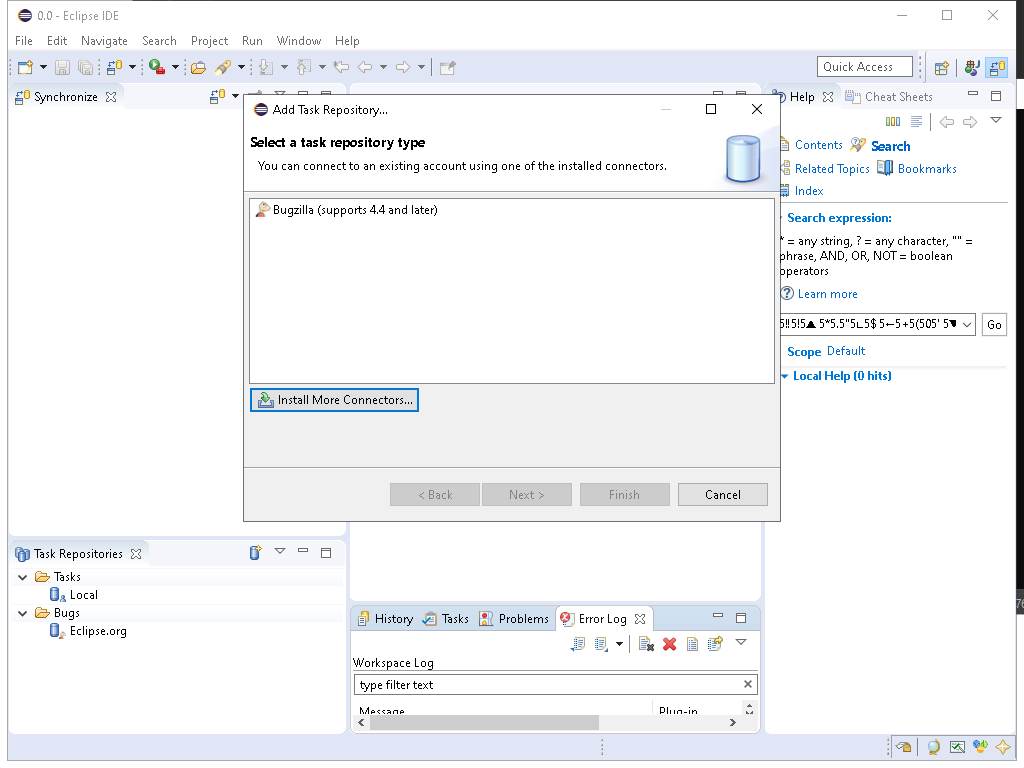 0.0 - Eclipse IDE
File Edit Navigate Search Project Run Window Help
Quick Access
Synchronize
Add Task Repository...
Select a task repository type
You can connect to an existing account using one of the installed connectors.
Bugzilla (supports 4.4 and later)
Install More Connectors...
< Back Next > Finish Cancel
Help Cheat Sheets
Contents Search
Related Topics Bookmarks
Index
Search expression:
* = any string, ? = any character, "" =
phrase, AND, OR, NOT = boolean
operators
Learn more
Go
Scope Default
Local Help (0 hits)
Task Repositories
Tasks
Local
Bugs
Eclipse.org
History Tasks Problems Error Log
Workspace Log
type filter text
Message Plug-in